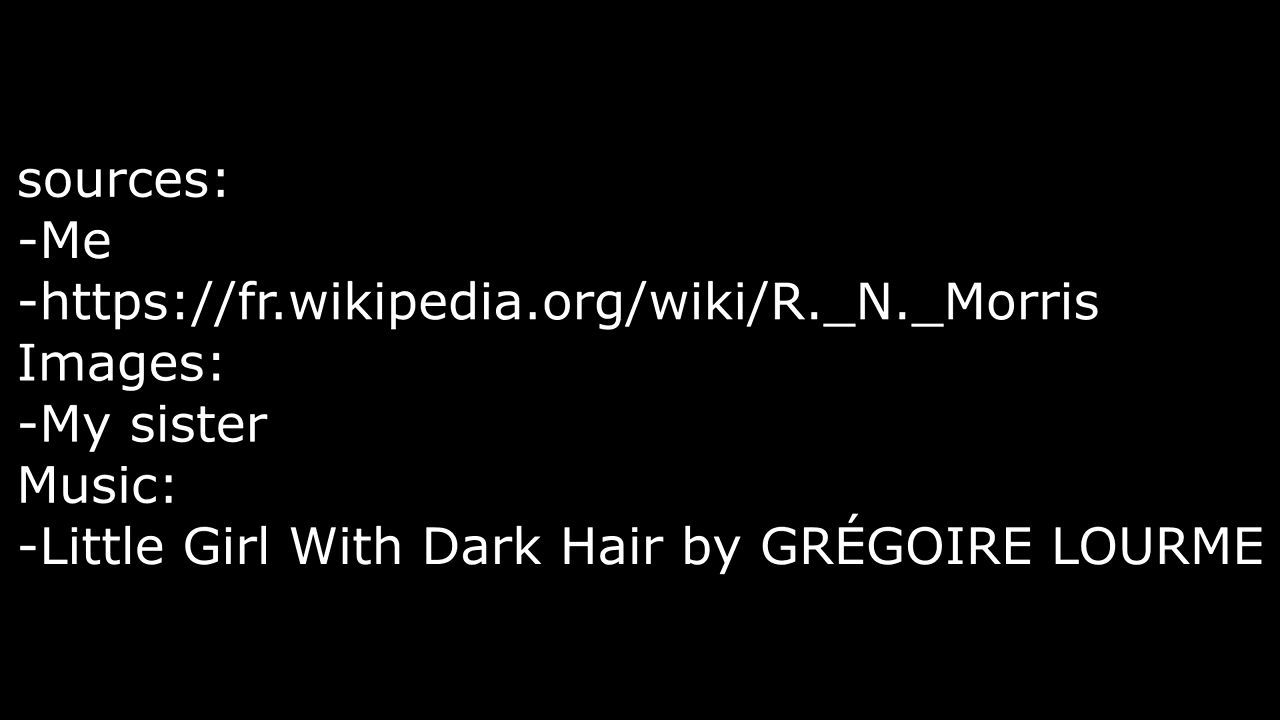 sources:
-Me
-https://fr.wikipedia.org/wiki/R._N._Morris
Images:
-My sister
Music:
-Little Girl With Dark Hair by GRÉGOIRE LOURME